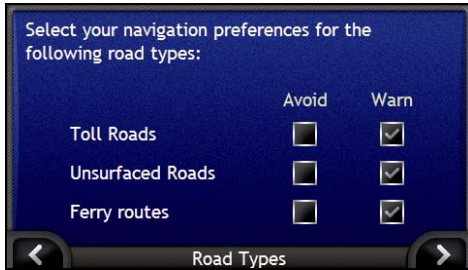 Select your navigation preferences for the
following road types:
Avoid Warn
Toll Roads
Unsurfaced Roads
Ferry routes
Road Types